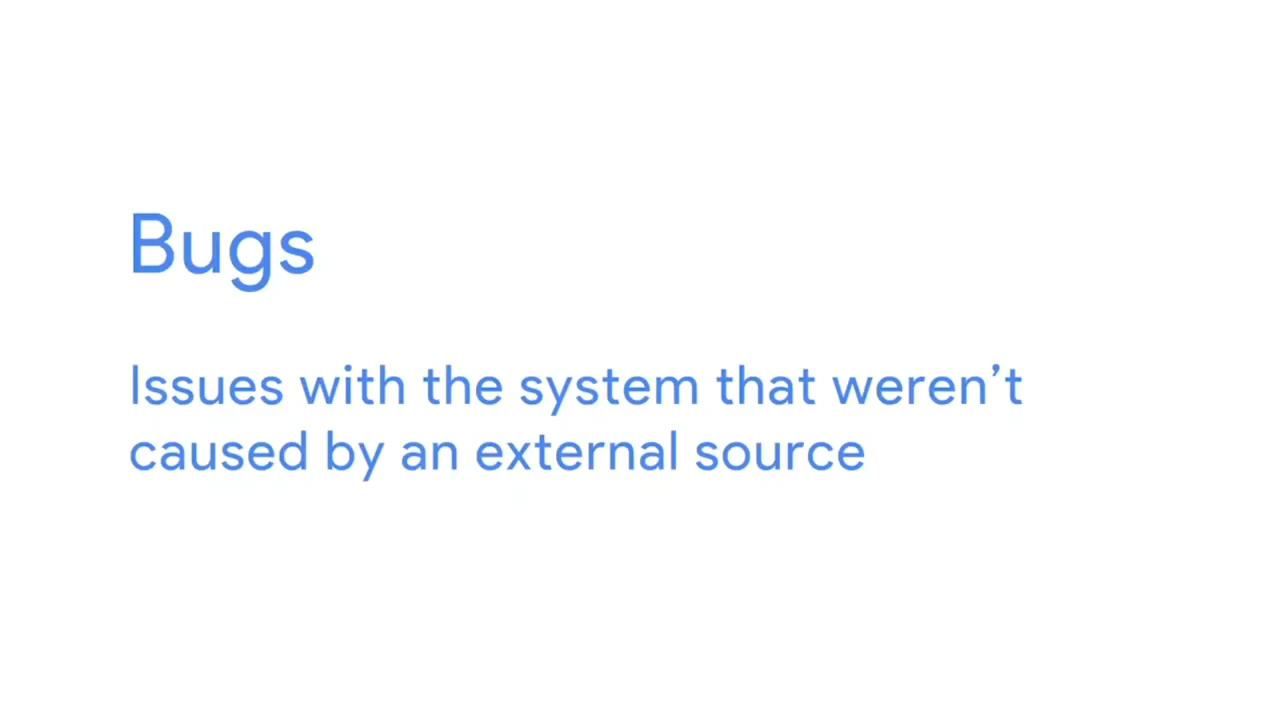 Bugs
Issues with the system that weren’t
caused by an external source